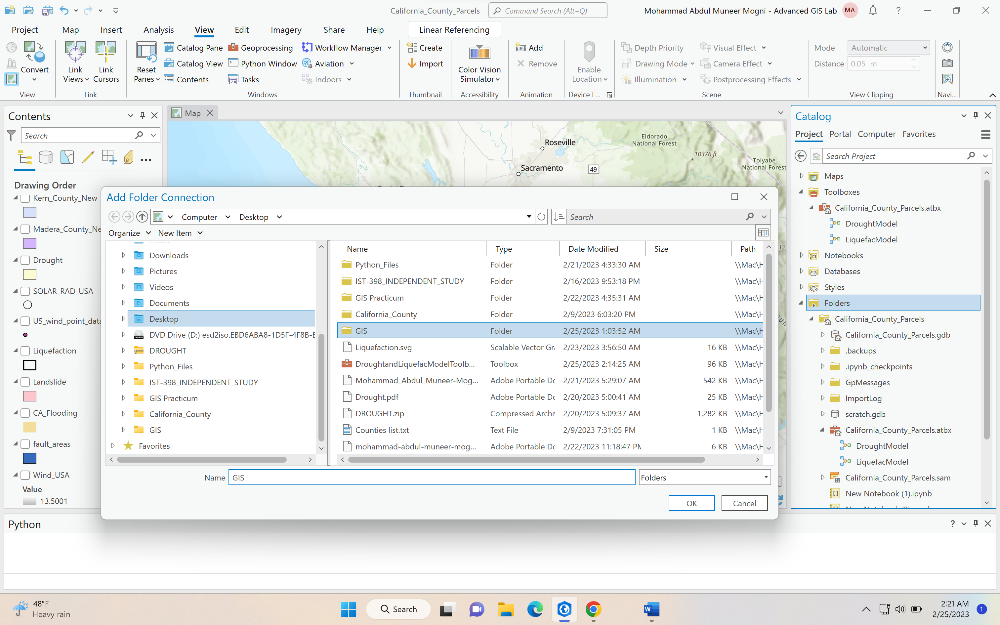 California_County_Parcels
Command Search (Alt+Q)
Mohammad Abdul Muneer Mogni - Advanced GIS Lab
MA
?
Project
Map
Insert
Analysis
View
Edit
Imagery
Share
Help
Linear Referencing
Convert
View
Link Views
Link Cursors
Link
Reset Panes
Catalog Pane
Catalog View
Contents
Geoprocessing
Python Window
Tasks
Workflow Manager
Aviation
Indoors
Windows
Create
Import
Thumbnail
Color Vision Simulator
Accessibility
Add
Remove
Animation
Enable Location
Device L...
Depth Priority
Drawing Mode
Illumination
Visual Effect
Camera Effect
Postprocessing Effects
Scene
Mode
Automatic
Distance
0.05 m
View Clipping
Navi...
Contents
Search
Drawing Order
Kern_County_New
Madera_County_Ne
Drought
SOLAR_RAD_USA
US_wind_point_data
Liquefaction
Landslide
CA_Flooding
fault_areas
Wind_USA
Value
13.5001
Map
Roseville
Eldorado
National Forest
10376 ft
Sacramento
49
Toiyabe
National Forest
Add Folder Connection
Computer
Desktop
Search
Organize
New Item
Downloads
Pictures
Videos
Documents
Desktop
DVD Drive (D:) esd2iso.EBD6ABA8-1D5F-4F8B-E
DROUGHT
Python_Files
IST-398_INDEPENDENT_STUDY
GIS Practicum
California_County
GIS
Favorites
Name Type Date Modified Size Path
Python_Files Folder 2/21/2023 4:33:30 AM \\Mac\H
IST-398_INDEPENDENT_STUDY Folder 2/16/2023 9:53:18 PM \\Mac\H
GIS Practicum Folder 2/22/2023 4:35:31 AM \\Mac\H
California_County Folder 2/9/2023 6:03:20 PM \\Mac\H
GIS Folder 2/25/2023 1:03:52 AM \\Mac\H
Liquefaction.svg Scalable Vector Gra 2/23/2023 3:56:50 AM 16 KB \\Mac\H
DroughtandLiquefacModelToolb... Toolbox 2/25/2023 2:14:25 AM 96 KB \\Mac\H
Mohammad_Abdul_Muneer-Mog... Adobe Portable Dc 2/21/2023 5:29:07 AM 542 KB \\Mac\H
Drought.pdf Adobe Portable Dc 2/20/2023 5:00:41 AM 25 KB \\Mac\H
DROUGHT.zip Compressed Archiv 2/20/2023 5:09:37 AM 1,282 KB \\Mac\H
Counties list.txt Text File 2/9/2023 7:31:05 PM 1 KB \\Mac\H
mohammad-abdul-muneer-mog... Adobe Portable Dc 2/22/2023 11:18:47 PM 6 KB \\Mac\H
Name GIS
Folders
OK
Cancel
Catalog
Project
Portal
Computer
Favorites
Search Project
Maps
Toolboxes
California_County_Parcels.atbx
DroughtModel
LiquefacModel
Notebooks
Databases
Styles
Folders
California_County_Parcels
California_County_Parcels.gdb
.backups
.ipynb_checkpoints
GpMessages
ImportLog
scratch.gdb
California_County_Parcels.atbx
DroughtModel
LiquefacModel
California_County_Parcels.sam
New Notebook (1).ipynb
Python
?
48°F
Heavy rain
Search
2:21 AM
2/25/2023
1